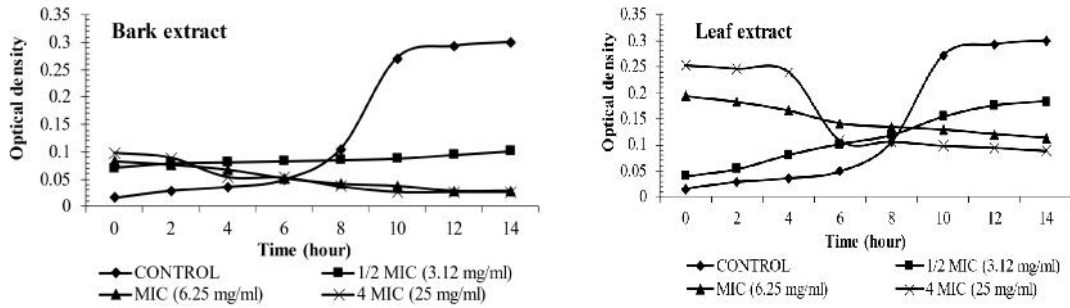 Bark extract
Optical density
0.35
0.3
0.25
0.2
0.15
0.1
0.05
0
0 2 4 6 8 10 12 14
Time (hour)
CONTROL 1/2 MIC (3.12 mg/ml)
MIC (6.25 mg/ml) 4 MIC (25 mg/ml)
Leaf extract
Optical density
0.35
0.3
0.25
0.2
0.15
0.1
0.05
0
0 2 4 6 8 10 12 14
Time (hour)
CONTROL 1/2 MIC (3.12 mg/ml)
MIC (6.25 mg/ml) 4 MIC (25 mg/ml)